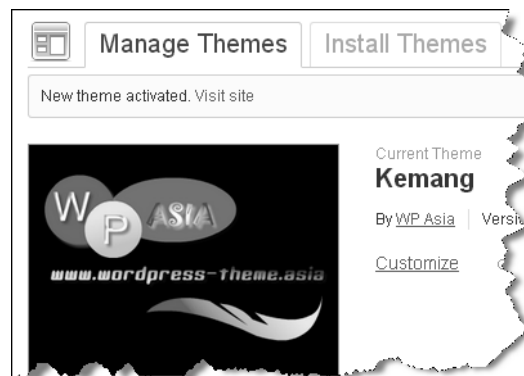 Manage Themes
Install Themes
New theme activated. Visit site
WP ASIA
www.wordpress-theme.asia
Current Theme
Kemang
By WP Asia
Customize